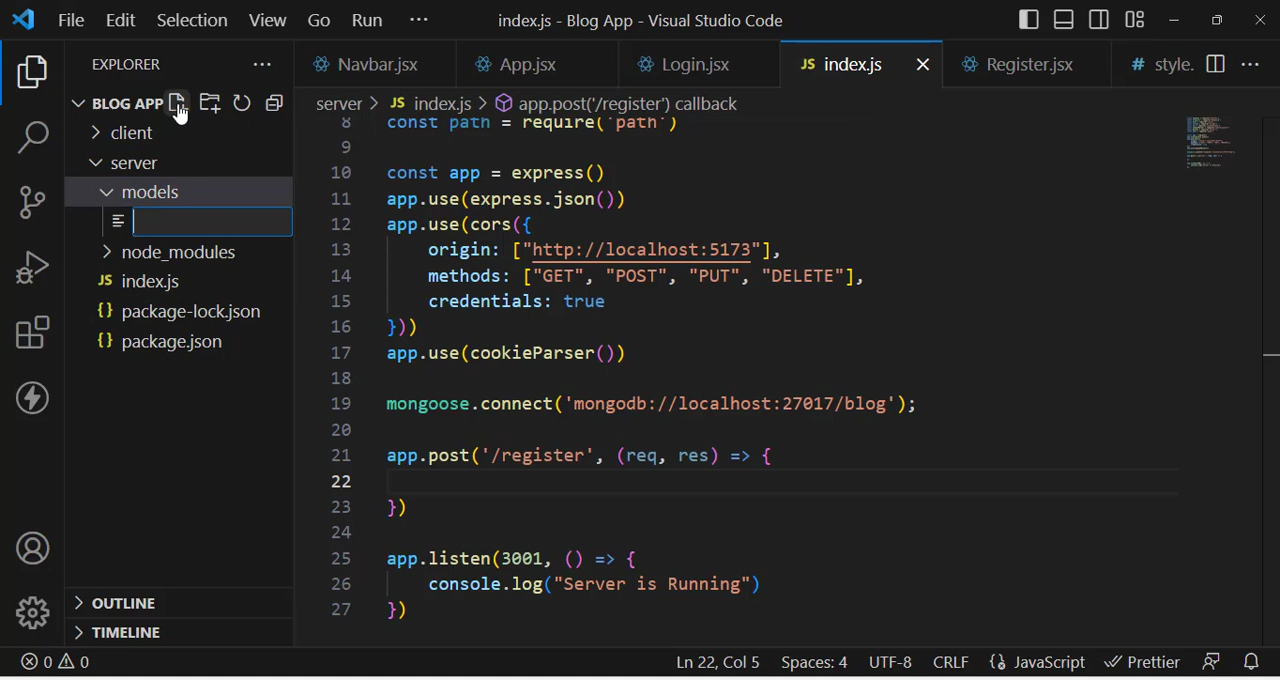 File Edit Selection View Go Run ··· index.js - Blog App - Visual Studio Code
EXPLORER ···
Navbar.jsx App.jsx Login.jsx JS index.js Register.jsx # style. ···
BLOG APP
client
server
models
node_modules
JS index.js
{} package-lock.json
{} package.json
OUTLINE
TIMELINE
server > JS index.js > app.post('/register') callback
8 const path = require('path')
9
10 const app = express()
11 app.use(express.json())
12 app.use(cors({
13 origin: ["http://localhost:5173"],
14 methods: ["GET", "POST", "PUT", "DELETE"],
15 credentials: true
16 }))
17 app.use(cookieParser())
18
19 mongoose.connect('mongodb://localhost:27017/blog');
20
21 app.post('/register', (req, res) => {
22
23 })
24
25 app.listen(3001, () => {
26 console.log("Server is Running")
27 })
0 0 Ln 22, Col 5 Spaces: 4 UTF-8 CRLF {} JavaScript Prettier